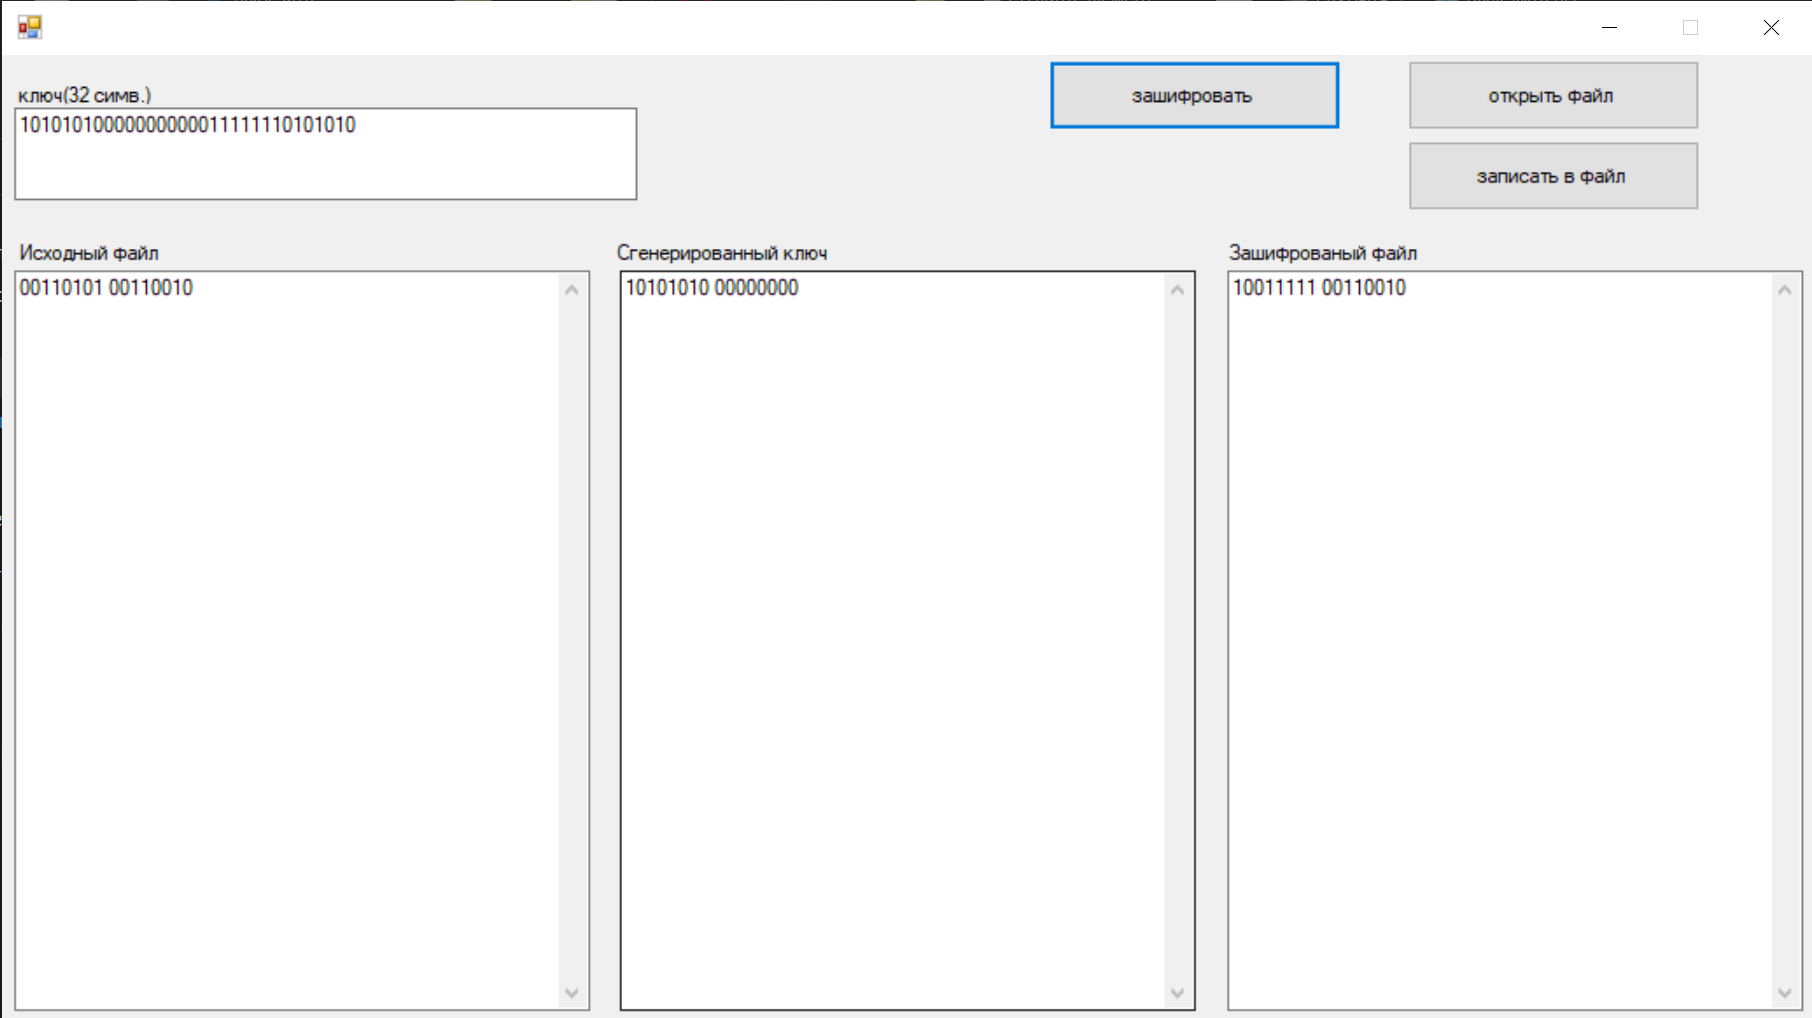 ключ(32 симв.)
10101010000000000011111110101010
зашифровать
открыть файл
записать в файл
Исходный файл
00110101 00110010
Сгенерированный ключ
10101010 00000000
Зашифрованый файл
10011111 00110010